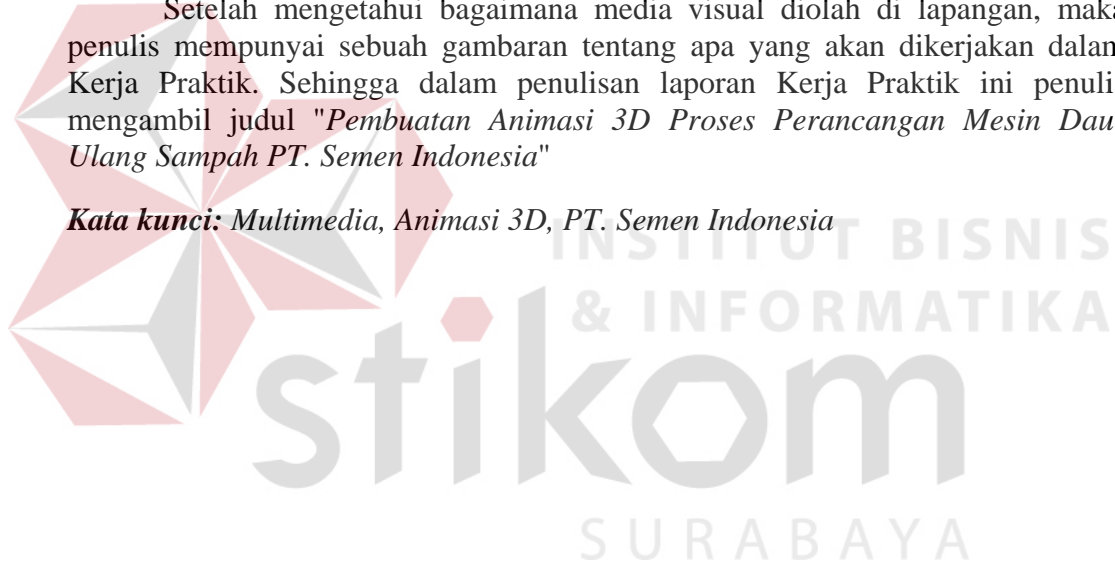 Setelah mengetahui bagaimana media visual diolah di lapangan, maka
penulis mempunyai sebuah gambaran tentang apa yang akan dikerjakan dalam
Kerja Praktik. Sehingga dalam penulisan laporan Kerja Praktik ini penuli
mengambil judul "Pembuatan Animasi 3D Proses Perancangan Mesin Dau
Ulang Sampah PT. Semen Indonesia"
Kata kunci: Multimedia, Animasi 3D, PT. Semen Indonesia
INSTITUT BISNIS
& INFORMATIKA
stikom
SURABAYA